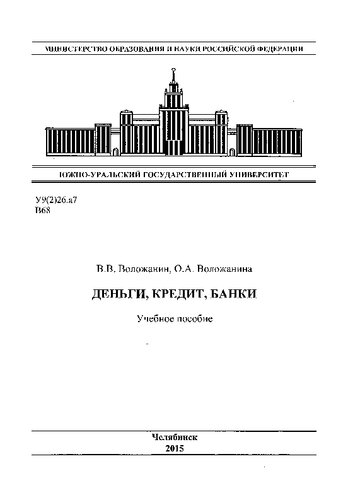 МИНИСТЕРСТВО ОБРАЗОВАНИЯ И НАУКИ РОССИЙСКОЙ ФЕДЕРАЦИИ
ЮЖНО-УРАЛЬСКИЙ ГОСУДАРСТВЕННЫЙ УНИВЕРСИТЕТ
У9(2)26.я7
В68
В.В. Воложанин, О.А. Воложанина
ДЕНЬГИ, КРЕДИТ, БАНКИ
Учебное пособие
Челябинск
2015